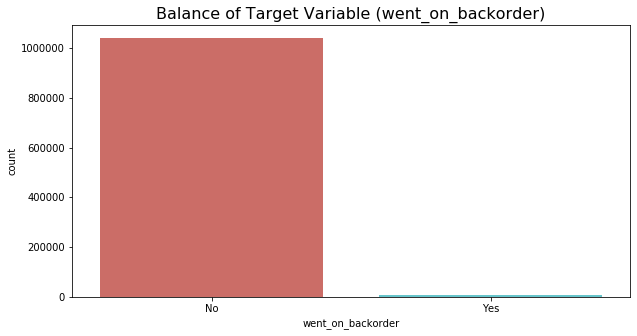 Balance of Target Variable (went_on_backorder)
1000000
800000
600000
400000
200000
0
count
No Yes
went_on_backorder